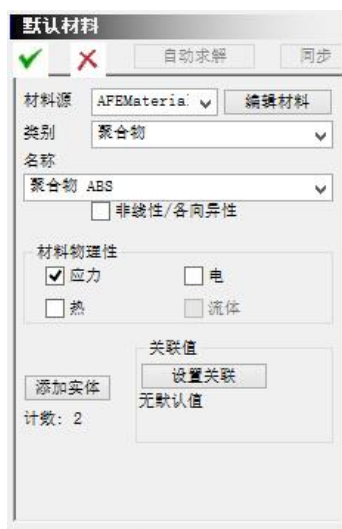 默认材料
自动求解 同步
材料源 AFEMaterial 编辑材料
类别 聚合物
名称
聚合物 ABS
非线性/各向异性
材料物理性
应力 电
热 流体
关联值
设置关联
添加实体 无默认值
计数: 2